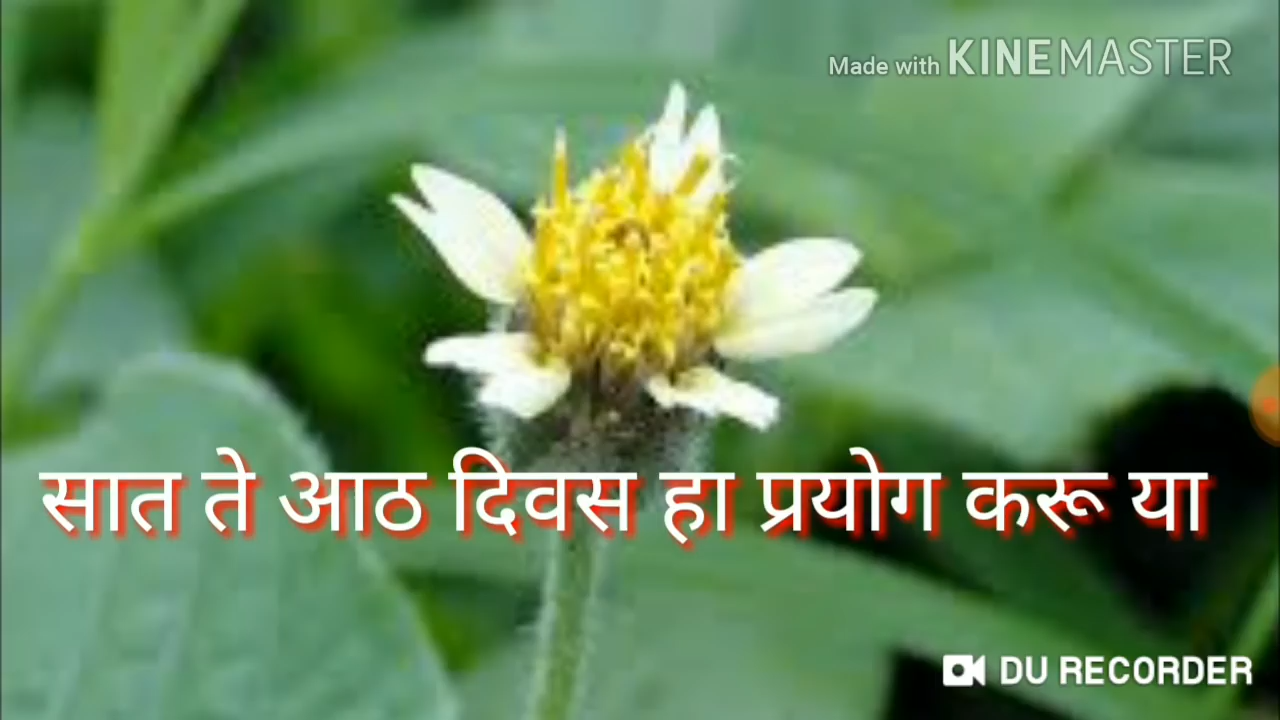 Made with KINEMASTER
सात ते आठ दिवस हा प्रयोग करू या
DU RECORDER